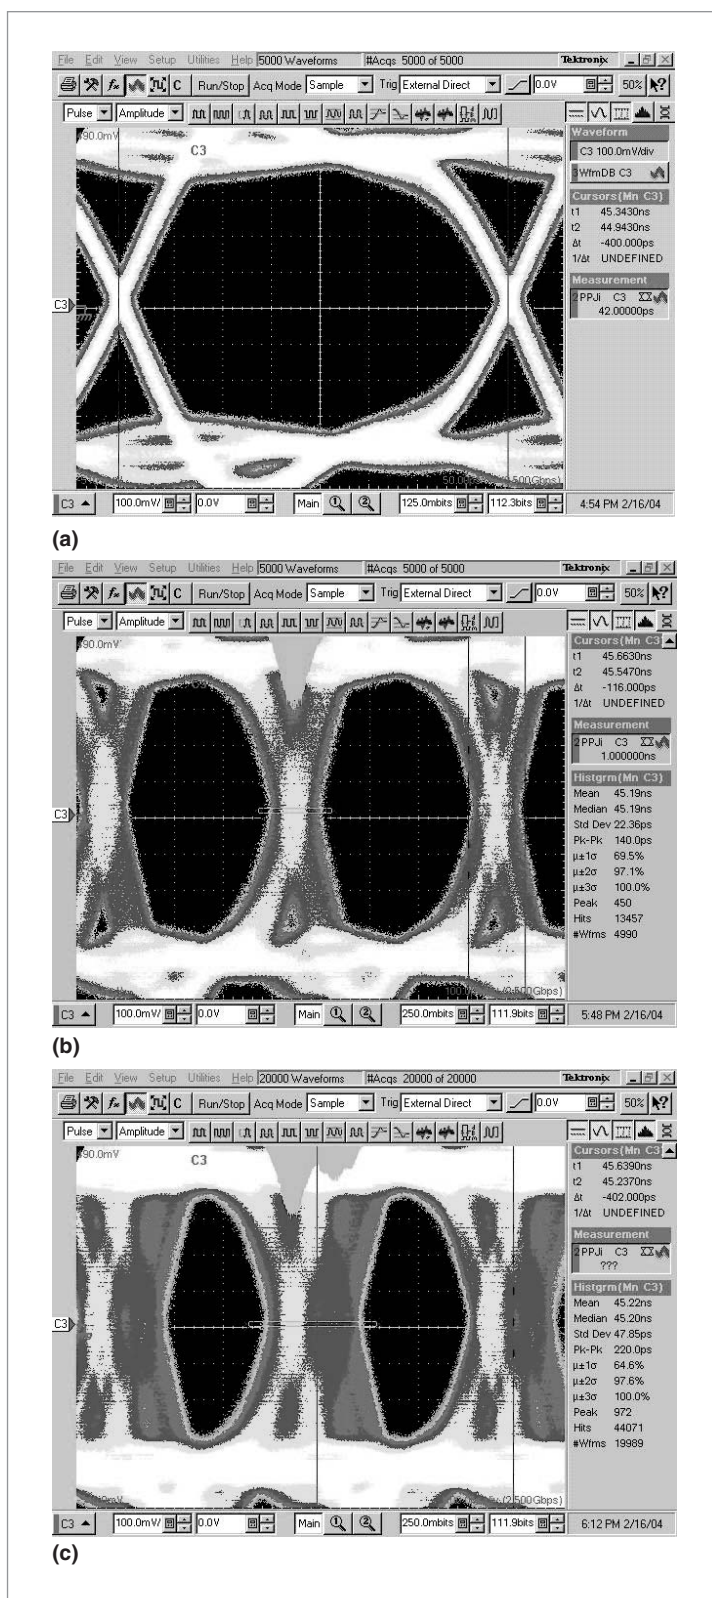 File Edit View Setup Utilities Help 5000 Waveforms #Acqs 5000 of 5000 Tektronix
C Run/Stop Acq Mode Sample Trig External Direct 0.0V 50%
Pulse Amplitude
C3
Waveform
C3 100.0mV/div
WfmDB C3
Cursors(Mn C3)
t1 45.3430ns
t2 44.9430ns
Δt -400.000ps
1/Δt UNDEFINED
Measurement
2 PPJi C3
42.00000ps
C3
C3 100.0mV/ 0.0V Main 1 2 125.0mbits 112.3bits 4:54 PM 2/16/04
(a)
File Edit View Setup Utilities Help 5000 Waveforms #Acqs 5000 of 5000 Tektronix
C Run/Stop Acq Mode Sample Trig External Direct 0.0V 50%
Pulse Amplitude
Cursors(Mn C3
t1 45.6630ns
t2 45.5470ns
Δt -116.000ps
1/Δt UNDEFINED
Measurement
2 PPJi C3
1.000000ns
Histgrm(Mn C3)
Mean 45.19ns
Median 45.19ns
Std Dev 22.36ps
Pk-Pk 140.0ps
µ±1σ 69.5%
µ±2σ 97.1%
µ±3σ 100.0%
Peak 450
Hits 13457
#Wfms 4990
C3
C3 100.0mV/ 0.0V Main 1 2 250.0mbits 111.9bits 5:48 PM 2/16/04
(b)
File Edit View Setup Utilities Help 20000 Waveforms #Acqs 20000 of 20000 Tektronix
C Run/Stop Acq Mode Sample Trig External Direct 0.0V 50%
Pulse Amplitude
C3
Cursors(Mn C3
t1 45.6390ns
t2 45.2370ns
Δt -402.000ps
1/Δt UNDEFINED
Measurement
2 PPJi C3
???
Histgrm(Mn C3)
Mean 45.22ns
Median 45.20ns
Std Dev 47.85ps
Pk-Pk 220.0ps
µ±1σ 64.6%
µ±2σ 97.6%
µ±3σ 100.0%
Peak 972
Hits 44071
#Wfms 19989
C3
C3 100.0mV/ 0.0V Main 1 2 250.0mbits 111.9bits 6:12 PM 2/16/04
(c)